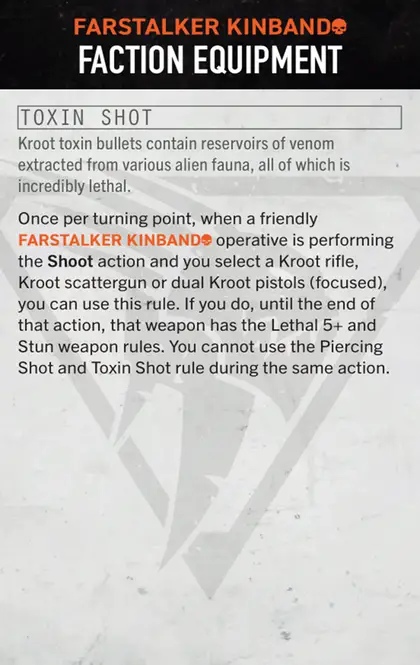 FARSTALKER KINBAND
FACTION EQUIPMENT
TOXIN SHOT
Kroot toxin bullets contain reservoirs of venom
extracted from various alien fauna, all of which is
incredibly lethal.
Once per turning point, when a friendly
FARSTALKER KINBAND operative is performing
the Shoot action and you select a Kroot rifle,
Kroot scattergun or dual Kroot pistols (focused),
you can use this rule. If you do, until the end of
that action, that weapon has the Lethal 5+ and
Stun weapon rules. You cannot use the Piercing
Shot and Toxin Shot rule during the same action.